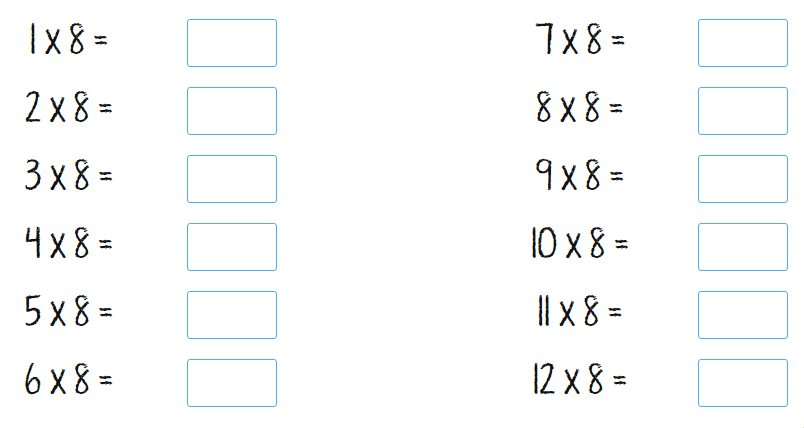 1 x 8 =
2 x 8 =
3 x 8 =
4 x 8 =
5 x 8 =
6 x 8 =
7 x 8 =
8 x 8 =
9 x 8 =
10 x 8 =
11 x 8 =
12 x 8 =